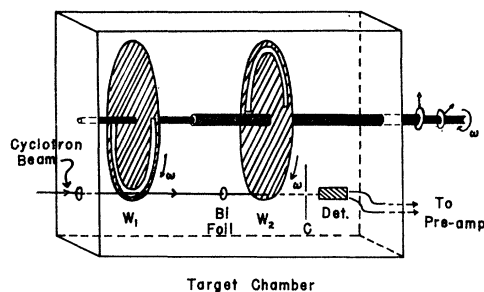 ω
Cyclotron
Beam
ω
ω
To
Pre-amp
W₁
Bi
Foil
W₂
C
Det.
Target Chamber